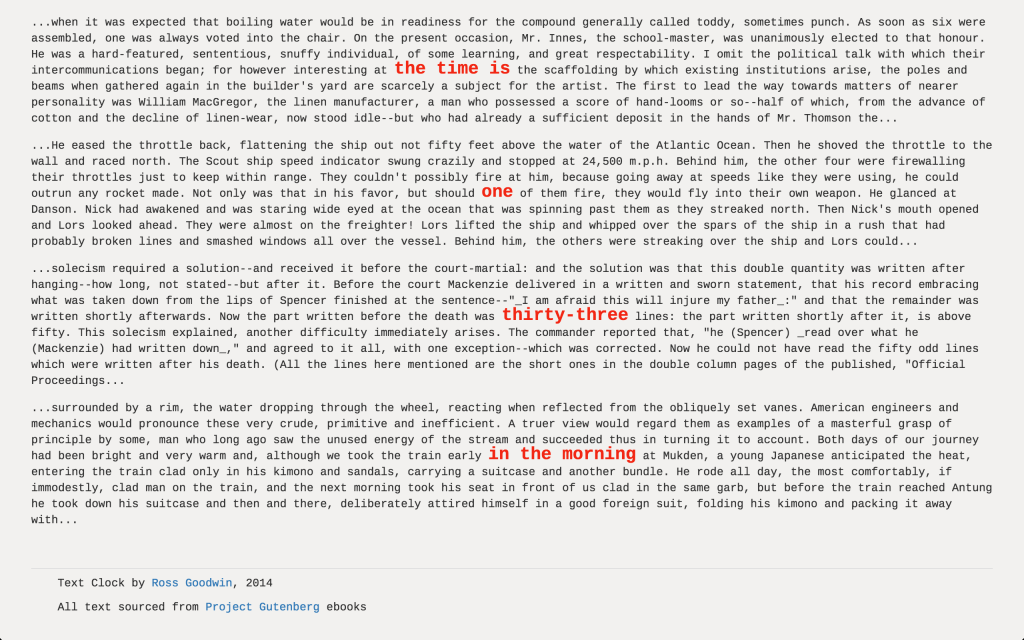 ...when it was expected that boiling water would be in readiness for the compound generally called toddy, sometimes punch. As soon as six were
assembled, one was always voted into the chair. On the present occasion, Mr. Innes, the school-master, was unanimously elected to that honour.
He was a hard-featured, sententious, snuffy individual, of some learning, and great respectability. I omit the political talk with which their
intercommunications began; for however interesting at the time is the scaffolding by which existing institutions arise, the poles and
beams when gathered again in the builder's yard are scarcely a subject for the artist. The first to lead the way towards matters of nearer
personality was William MacGregor, the linen manufacturer, a man who possessed a score of hand-looms or so--half of which, from the advance of
cotton and the decline of linen-wear, now stood idle--but who had already a sufficient deposit in the hands of Mr. Thomson the...
...He eased the throttle back, flattening the ship out not fifty feet above the water of the Atlantic Ocean. Then he shoved the throttle to the
wall and raced north. The Scout ship speed indicator swung crazily and stopped at 24,500 m.p.h. Behind him, the other four were firewalling
their throttles just to keep within range. They couldn't possibly fire at him, because going away at speeds like they were using, he could
outrun any rocket made. Not only was that in his favor, but should one of them fire, they would fly into their own weapon. He glanced at
Danson. Nick had awakened and was staring wide eyed at the ocean that was spinning past them as they streaked north. Then Nick's mouth opened
and Lors looked ahead. They were almost on the freighter! Lors lifted the ship and whipped over the spars of the ship in a rush that had
probably broken lines and smashed windows all over the vessel. Behind him, the others were streaking over the ship and Lors could...
...solecism required a solution--and received it before the court-martial: and the solution was that this double quantity was written after
hanging--how long, not stated--but after it. Before the court Mackenzie delivered in a written and sworn statement, that his record embracing
what was taken down from the lips of Spencer finished at the sentence--"_I am afraid this will injure my father_:" and that the remainder was
written shortly afterwards. Now the part written before the death was thirty-three lines: the part written shortly after it, is above
fifty. This solecism explained, another difficulty immediately arises. The commander reported that, "he (Spencer) _read over what he
(Mackenzie) had written down_," and agreed to it all, with one exception--which was corrected. Now he could not have read the fifty odd lines
which were written after his death. (All the lines here mentioned are the short ones in the double column pages of the published, "Official
Proceedings...
...surrounded by a rim, the water dropping through the wheel, reacting when reflected from the obliquely set vanes. American engineers and
mechanics would pronounce these very crude, primitive and inefficient. A truer view would regard them as examples of a masterful grasp of
principle by some, man who long ago saw the unused energy of the stream and succeeded thus in turning it to account. Both days of our journey
had been bright and very warm and, although we took the train early in the morning at Mukden, a young Japanese anticipated the heat,
entering the train clad only in his kimono and sandals, carrying a suitcase and another bundle. He rode all day, the most comfortably, if
immodestly, clad man on the train, and the next morning took his seat in front of us clad in the same garb, but before the train reached Antung
he took down his suitcase and then and there, deliberately attired himself in a good foreign suit, folding his kimono and packing it away
with...
Text Clock by Ross Goodwin, 2014
All text sourced from Project Gutenberg ebooks